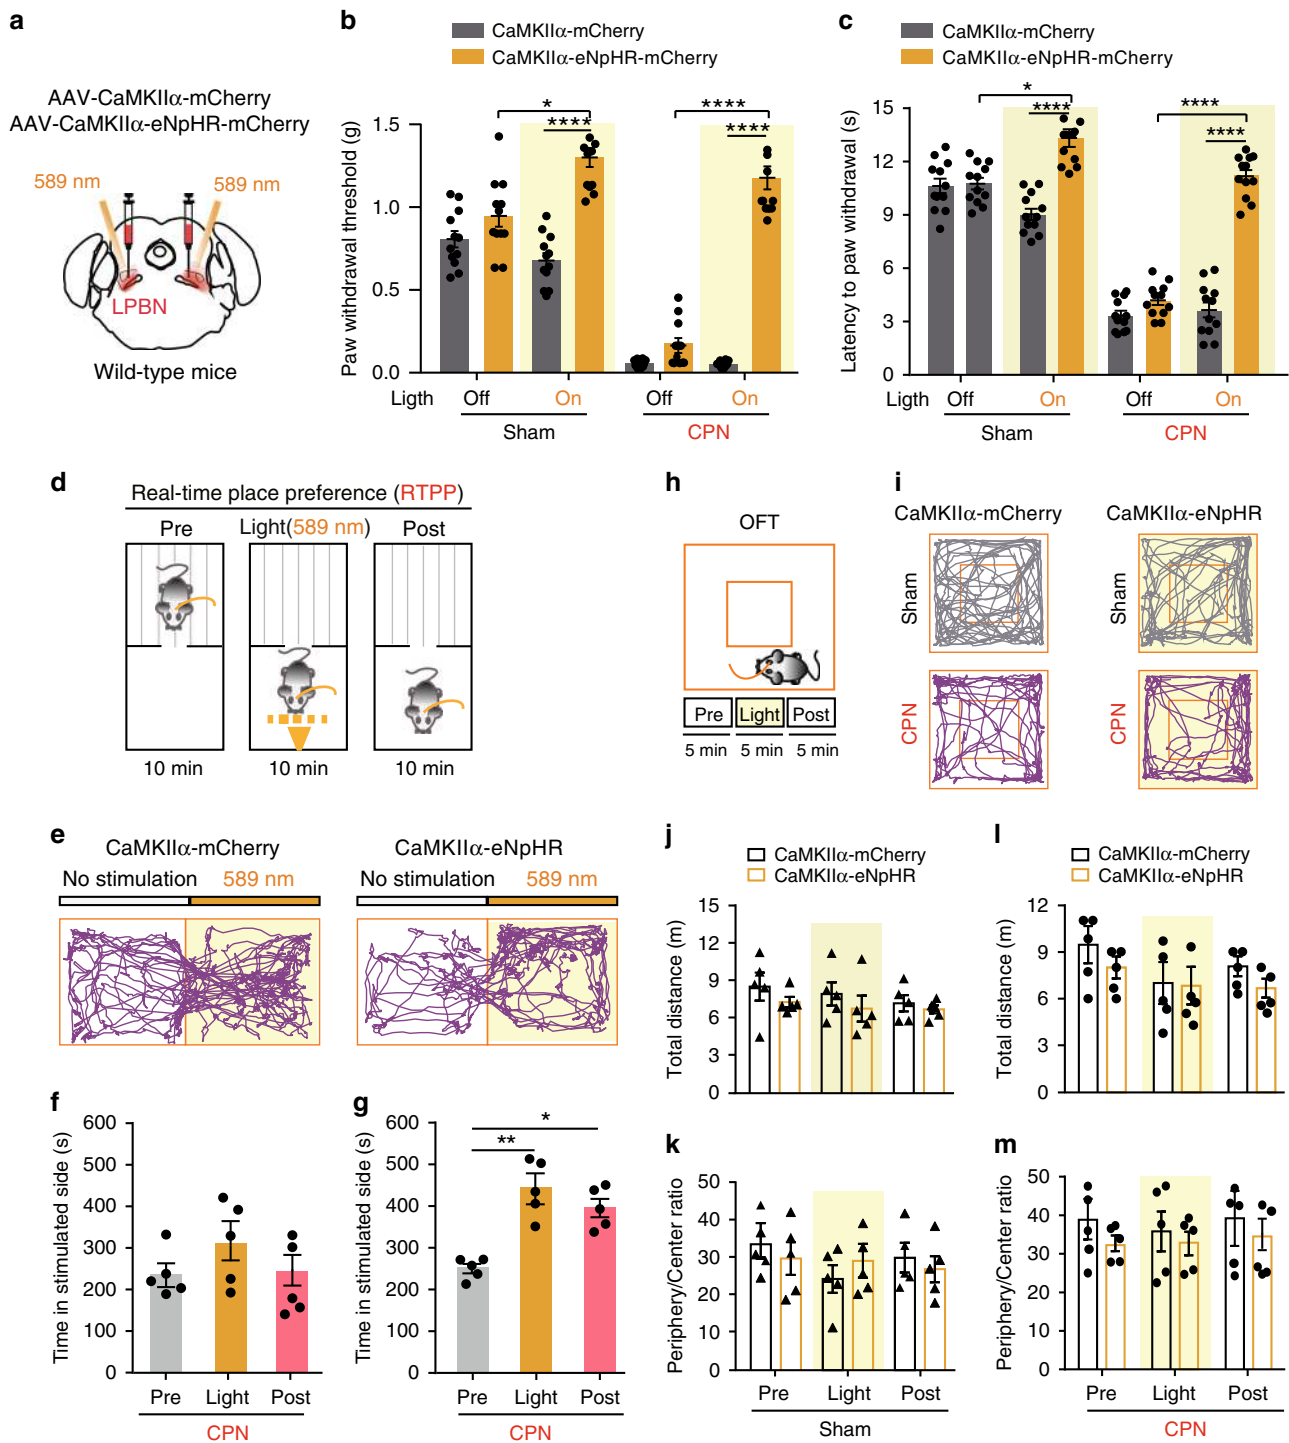 a
AAV-CaMKIIα-mCherry
AAV-CaMKIIα-eNpHR-mCherry
589 nm
589 nm
LPBN
Wild-type mice
b
CaMKIIα-mCherry
CaMKIIα-eNpHR-mCherry
*
****
****
****
Paw withdrawal threshold (g)
1.5
1.0
0.5
0.0
Ligth
Off
On
Off
On
Sham
CPN
c
CaMKIIα-mCherry
CaMKIIα-eNpHR-mCherry
*
****
****
****
Latency to paw withdrawal (s)
15
12
9
6
3
0
Ligth
Off
On
Off
On
Sham
CPN
d
Real-time place preference (RTPP)
Pre
Light(589 nm)
Post
10 min
10 min
10 min
e
CaMKIIα-mCherry
No stimulation
589 nm
CaMKIIα-eNpHR
No stimulation
589 nm
f
Time in stimulated side (s)
600
500
400
300
200
100
0
Pre
Light
Post
CPN
g
Time in stimulated side (s)
600
500
400
300
200
100
0
**
*
Pre
Light
Post
CPN
h
OFT
Pre
Light
Post
5 min
5 min
5 min
i
CaMKIIα-mCherry
CaMKIIα-eNpHR
Sham
Sham
CPN
CPN
j
CaMKIIα-mCherry
CaMKIIα-eNpHR
Total distance (m)
15
12
9
6
3
0
k
Periphery/Center ratio
50
40
30
20
10
0
Pre
Light
Post
Sham
l
CaMKIIα-mCherry
CaMKIIα-eNpHR
Total distance (m)
12
9
6
3
0
m
Periphery/Center ratio
50
40
30
20
10
0
Pre
Light
Post
CPN